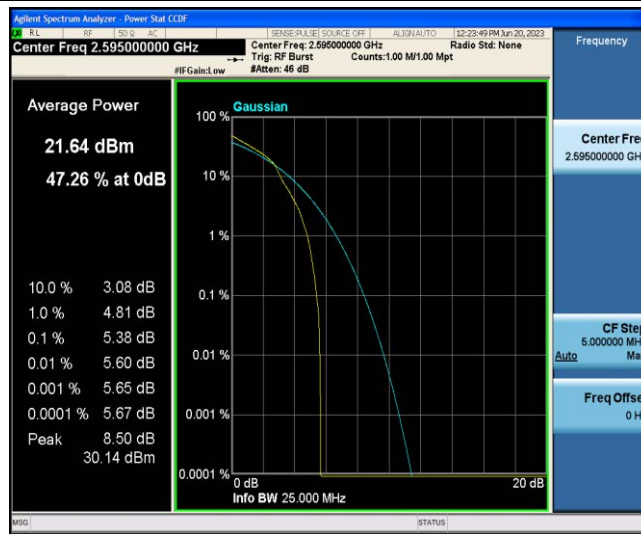 Agilent Spectrum Analyzer - Power Stat CCDF
RL RF 50 Ω AC SENSE:PULSE SOURCE OFF ALIGN AUTO 12:23:49 PM Jun 20, 2023
Center Freq 2.595000000 GHz
Center Freq: 2.595000000 GHz Radio Std: None
Trig: RF Burst Counts:1.00 M/1.00 Mpt
#IFGain:Low #Atten: 46 dB
Frequency
Average Power
21.64 dBm
47.26 % at 0dB
10.0 % 3.08 dB
1.0 % 4.81 dB
0.1 % 5.38 dB
0.01 % 5.60 dB
0.001 % 5.65 dB
0.0001 % 5.67 dB
Peak 8.50 dB
30.14 dBm
Gaussian
100 %
10 %
1 %
0.1 %
0.01 %
0.001 %
0.0001 %
0 dB 20 dB
Info BW 25.000 MHz
Center Fre
2.595000000 GH
CF Ste
5.000000 MH
Auto Ma
Freq Offse
0 H
MSG STATUS